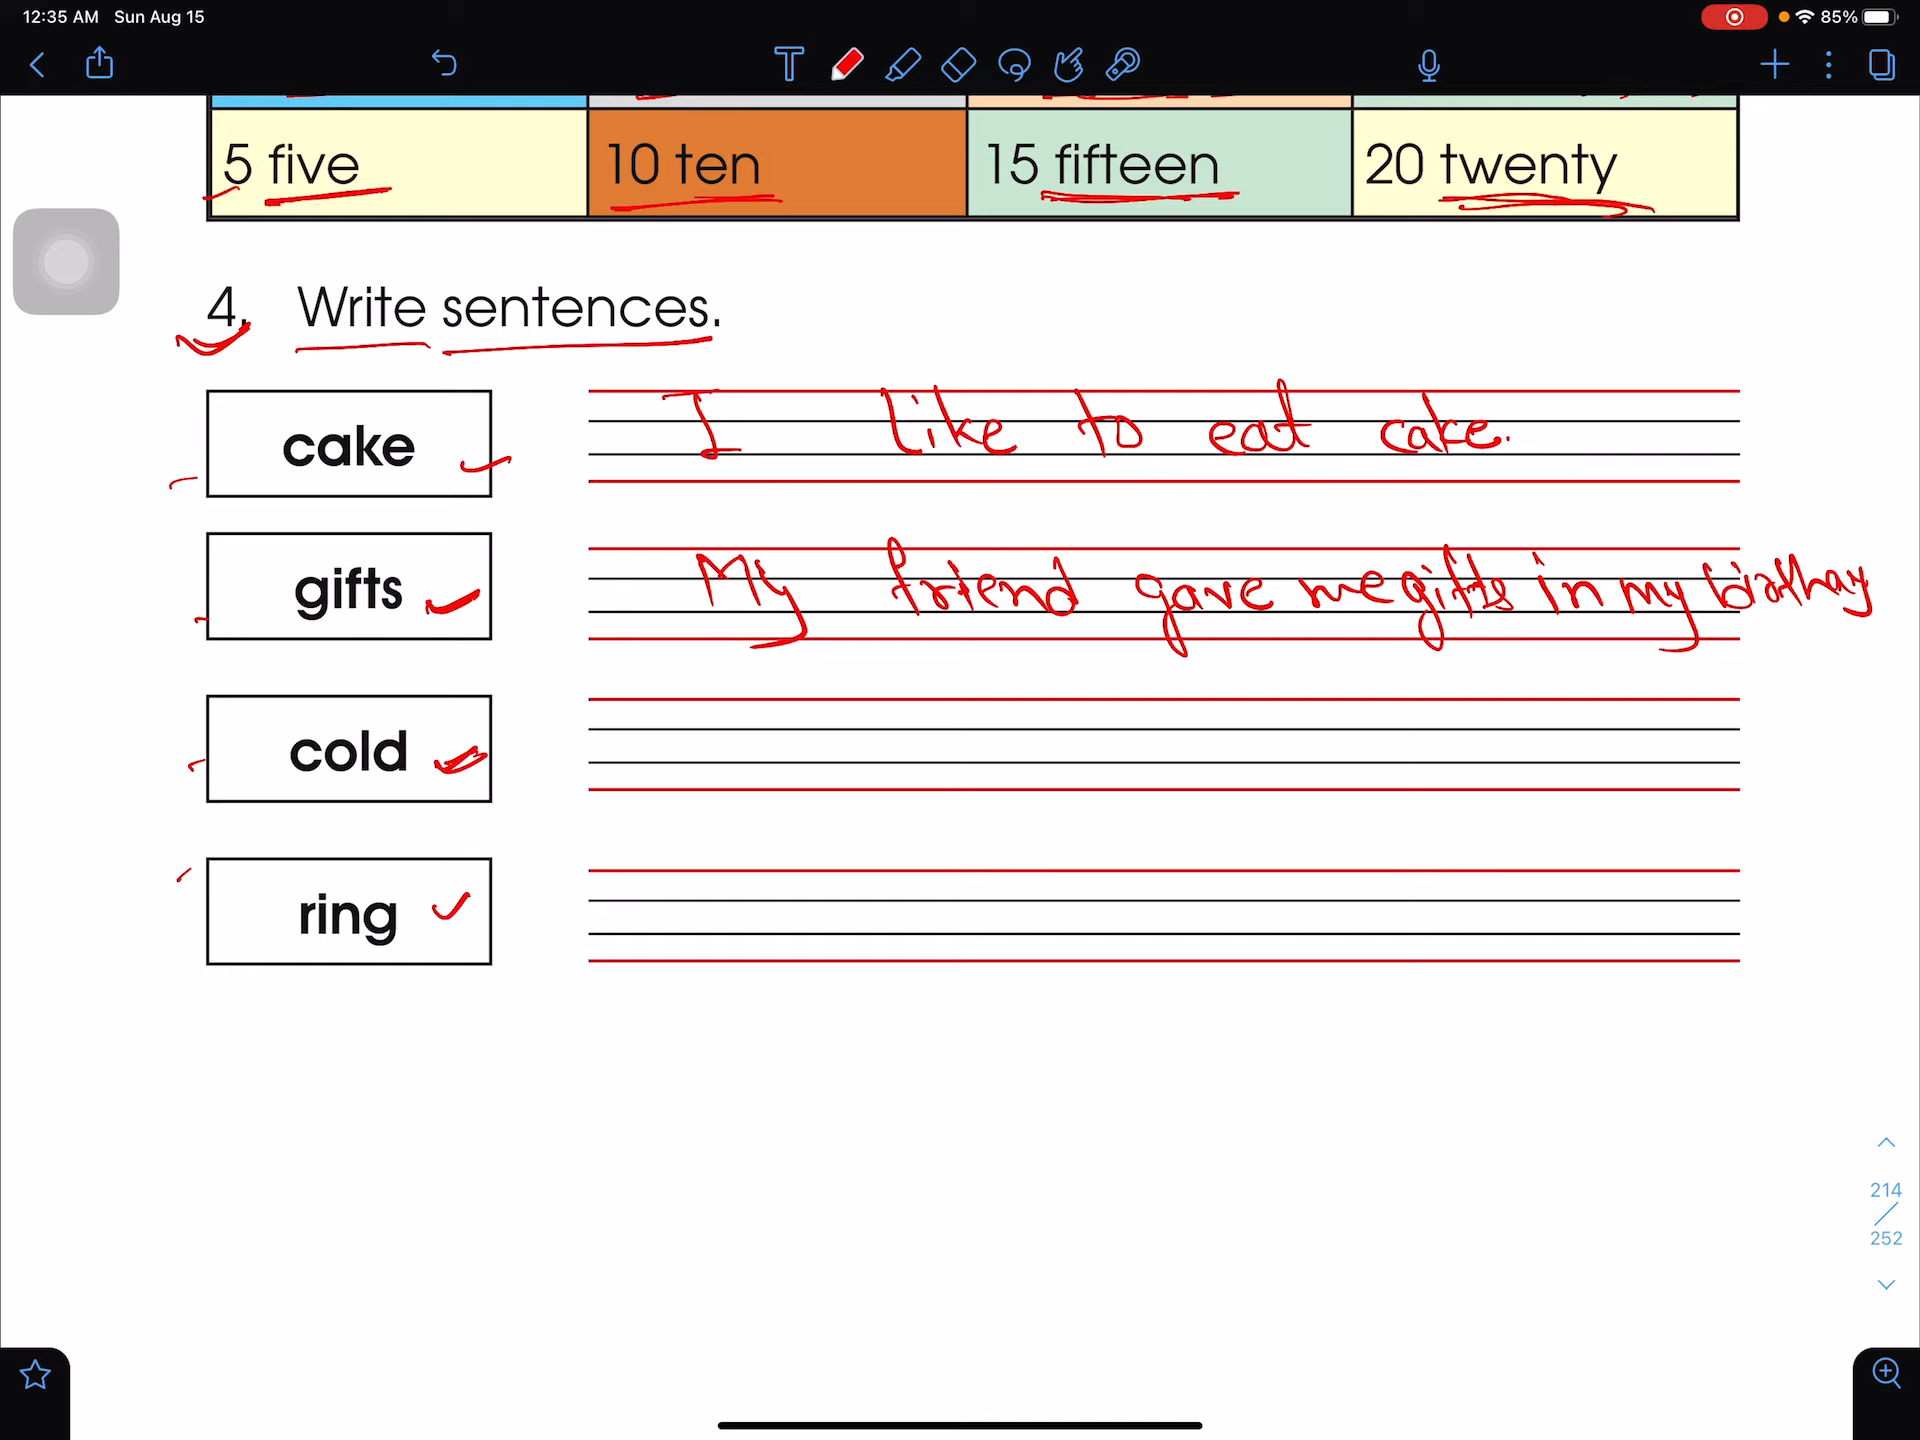 12:35 AM Sun Aug 15 85%
5 five 10 ten 15 fifteen 20 twenty
4. Write sentences.
cake I like to eat cake.
gifts My friend gave me gifts in my birthay
cold
ring
214
252